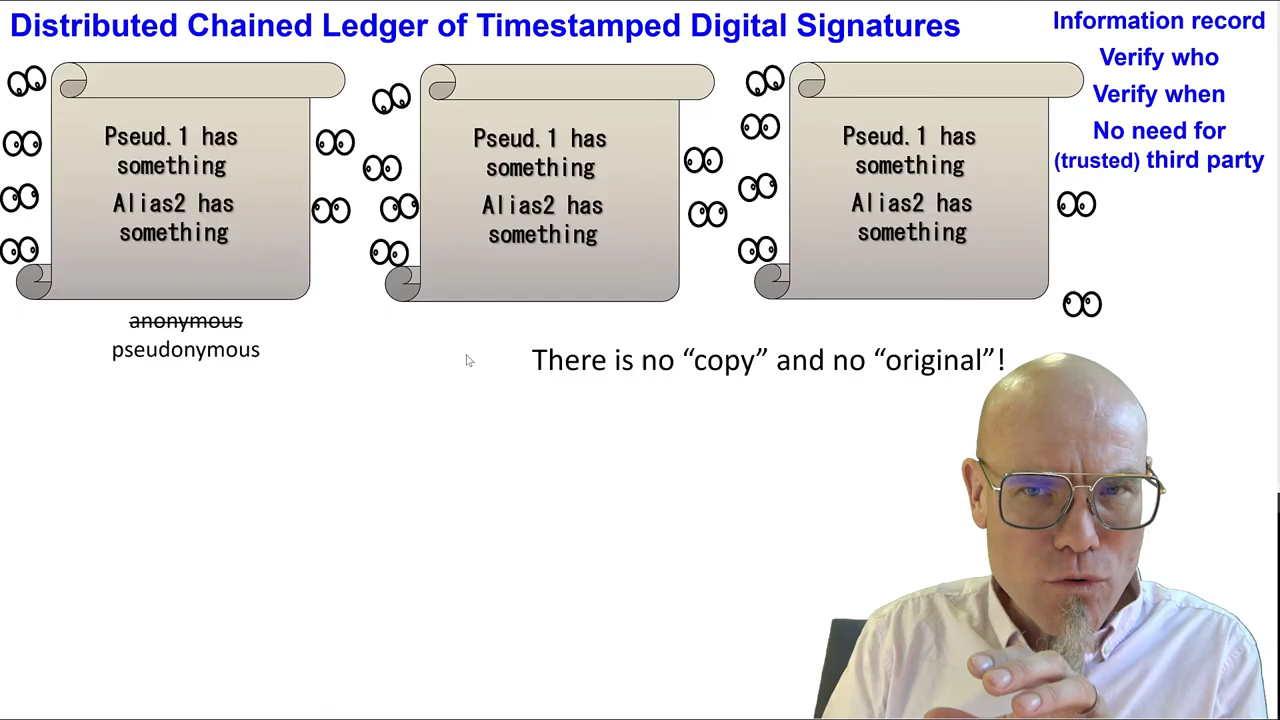 Distributed Chained Ledger of Timestamped Digital Signatures
Information record
Verify who
Verify when
No need for
(trusted) third party
Pseud.1 has
something
Alias2 has
something
Pseud.1 has
something
Alias2 has
something
Pseud.1 has
something
Alias2 has
something
anonymous
pseudonymous
There is no “copy” and no “original”!